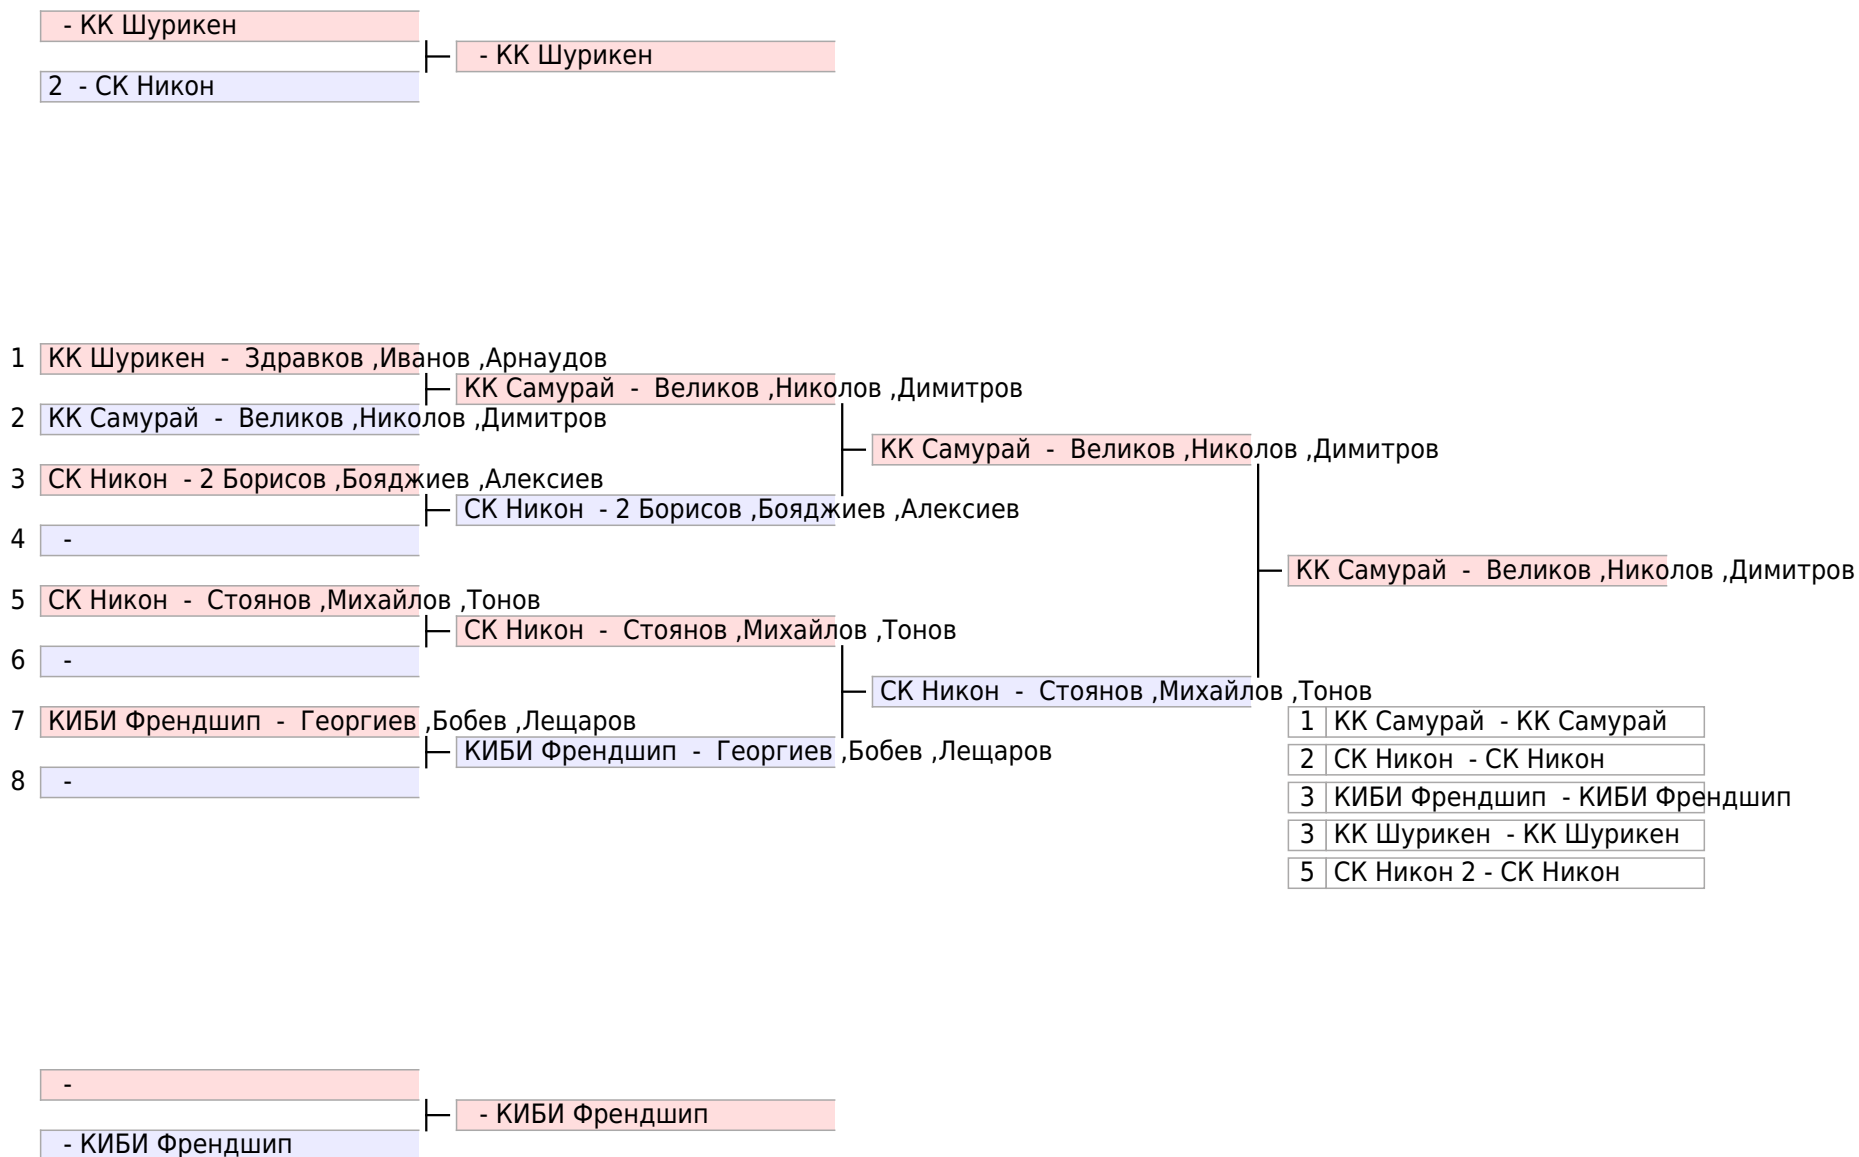 - КК Шурикен
- КК Шурикен
2 - СК Никон
1 КК Шурикен - Здравков ,Иванов ,Арнаудов
КК Самурай - Великов ,Николов ,Димитров
2 КК Самурай - Великов ,Николов ,Димитров
КК Самурай - Великов ,Николов ,Димитров
3 СК Никон - 2 Борисов ,Бояджиев ,Алексиев
СК Никон - 2 Борисов ,Бояджиев ,Алексиев
4 -
КК Самурай - Великов ,Николов ,Димитров
5 СК Никон - Стоянов ,Михайлов ,Тонов
СК Никон - Стоянов ,Михайлов ,Тонов
6 -
СК Никон - Стоянов ,Михайлов ,Тонов
7 КИБИ Френдшип - Георгиев ,Бобев ,Лещаров
КИБИ Френдшип - Георгиев ,Бобев ,Лещаров
8 -
1 КК Самурай - КК Самурай
2 СК Никон - СК Никон
3 КИБИ Френдшип - КИБИ Френдшип
3 КК Шурикен - КК Шурикен
5 СК Никон 2 - СК Никон
-
- КИБИ Френдшип
- КИБИ Френдшип